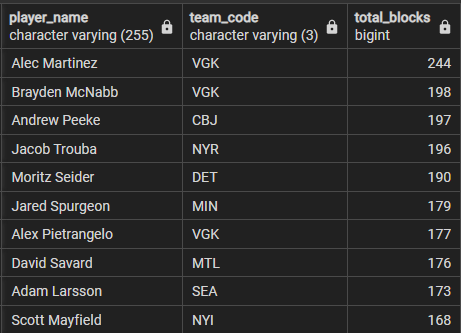 player_name team_code total_blocks
character varying (255) character varying (3) bigint
Alec Martinez VGK 244
Brayden McNabb VGK 198
Andrew Peeke CBJ 197
Jacob Trouba NYR 196
Moritz Seider DET 190
Jared Spurgeon MIN 179
Alex Pietrangelo VGK 177
David Savard MTL 176
Adam Larsson SEA 173
Scott Mayfield NYI 168